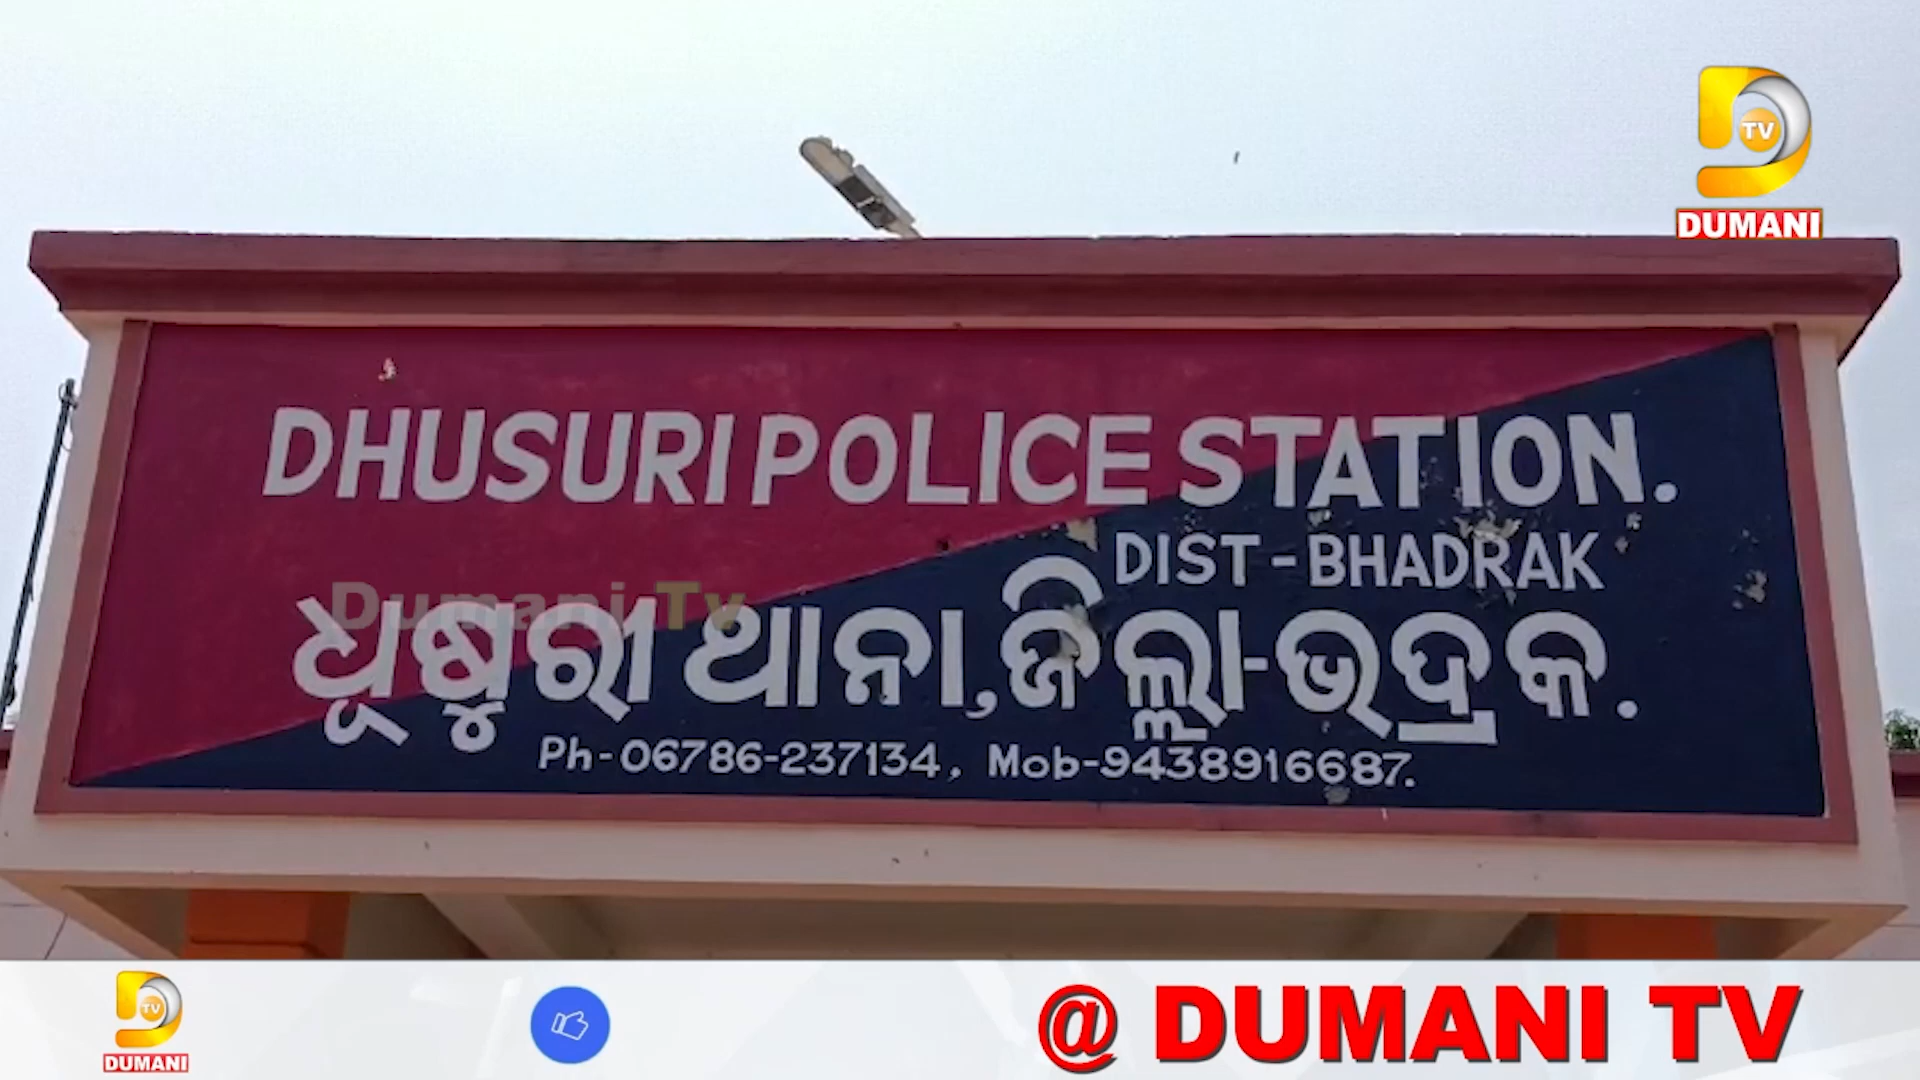 TV
DUMANI
DHUSURI POLICE STATION.
DIST - BHADRAK
Dumani Tv
ଧୂଷୁରୀ ଥାନା, ଜିଲ୍ଲା-ଭଦ୍ରକ.
Ph-06786-237134, Mob-9438916687.
TV
DUMANI
@ DUMANI TV